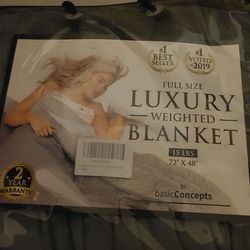 #1
BEST
SELLER
#1
VOTED
IN 2019
FULL SIZE
LUXURY
WEIGHTED
BLANKET
15 LBS
72" X 48"
2
YEAR
WARRANTY
BY
basicConcepts